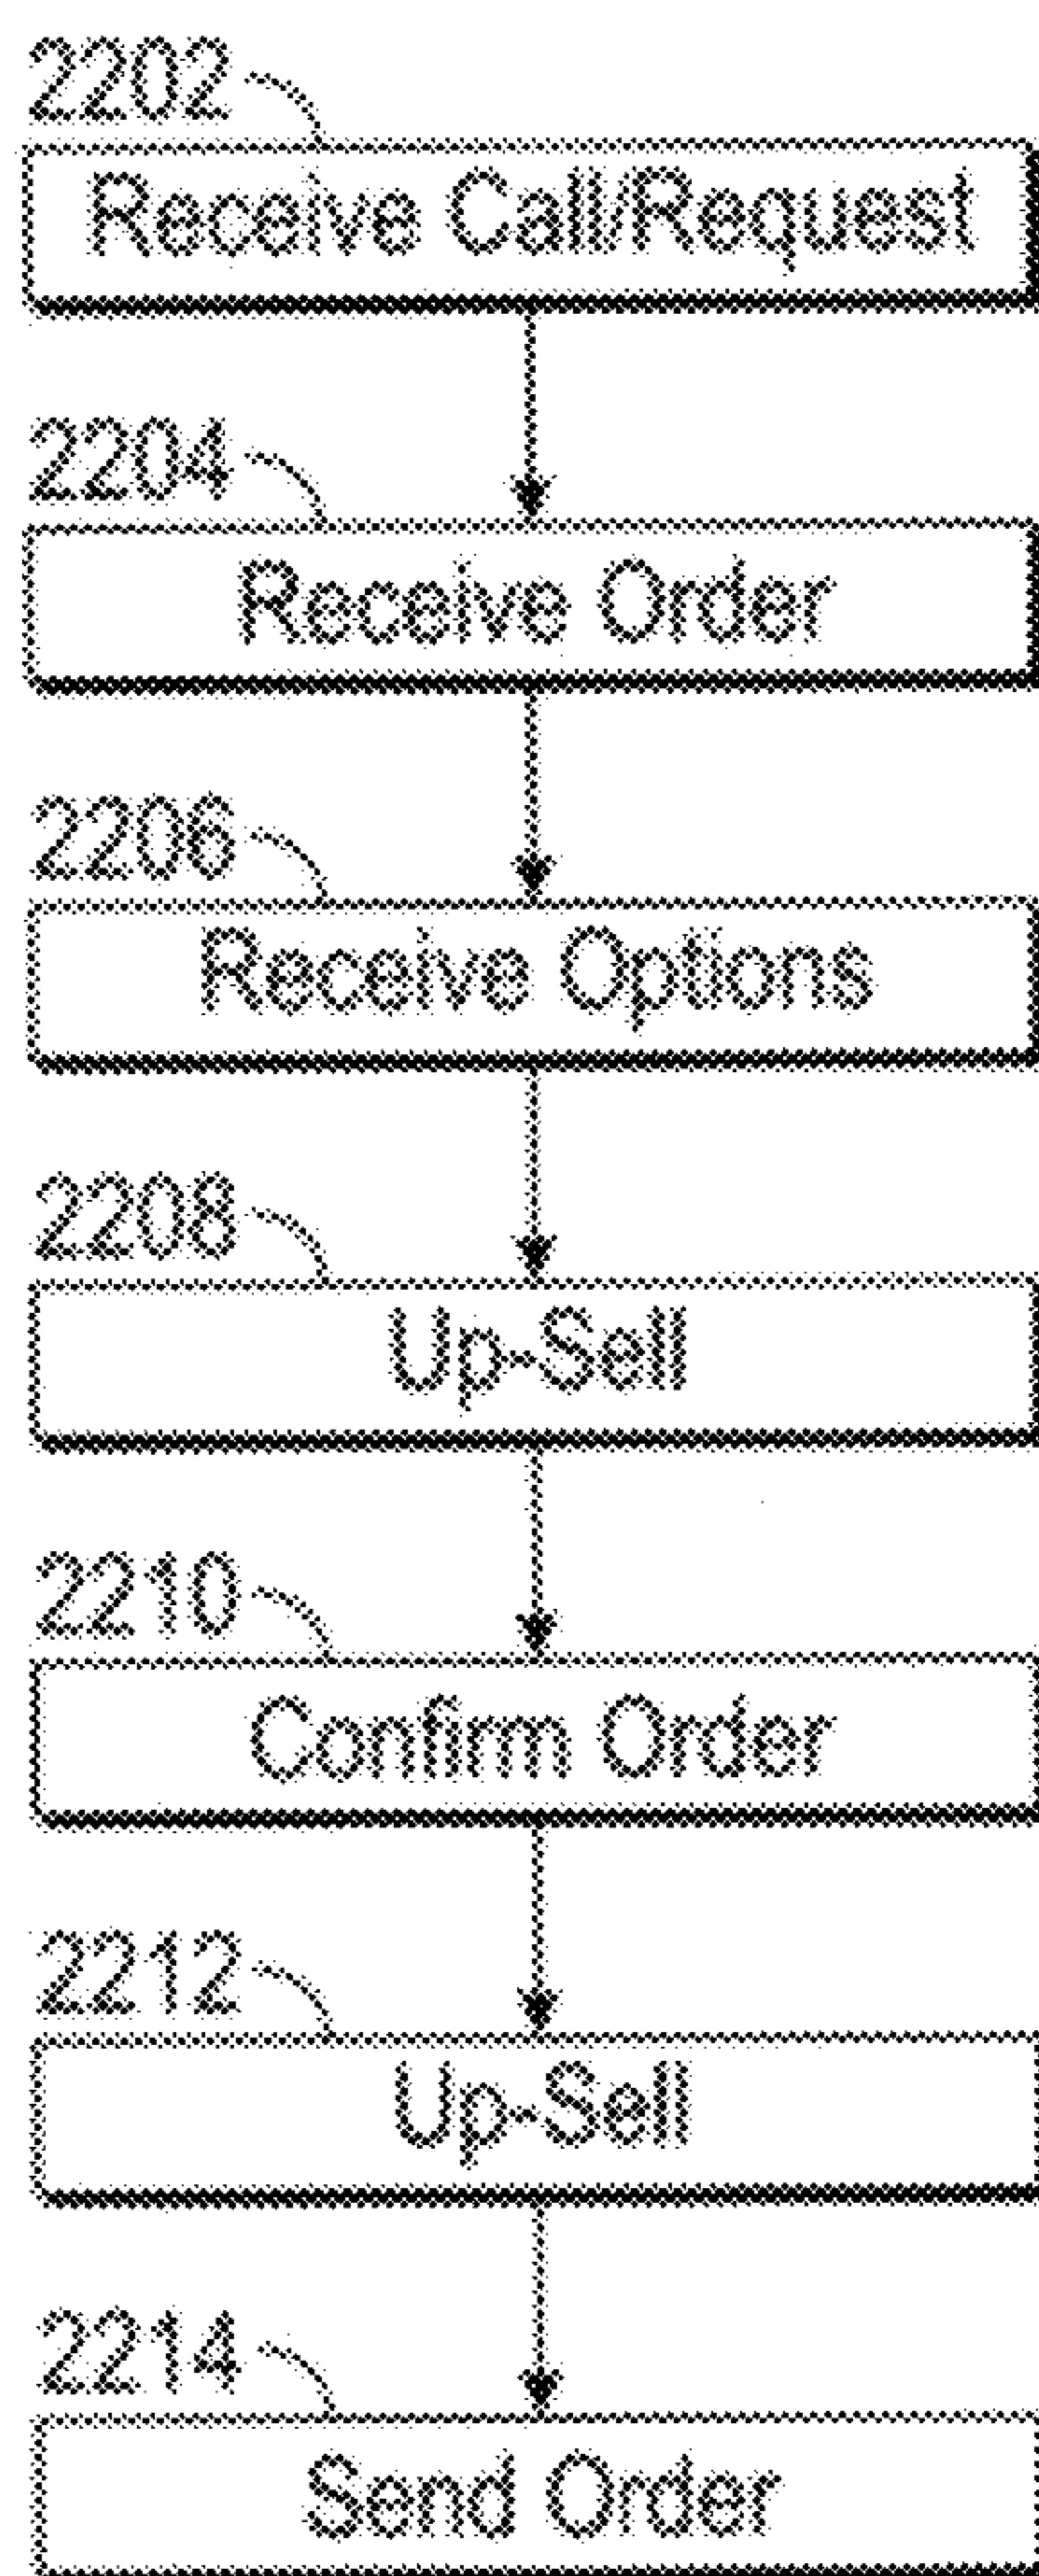 2202
Receive Call/Request
2204
Receive Order
2206
Receive Options
2208
Up-Sell
2210
Confirm Order
2212
Up-Sell
2214
Send Order